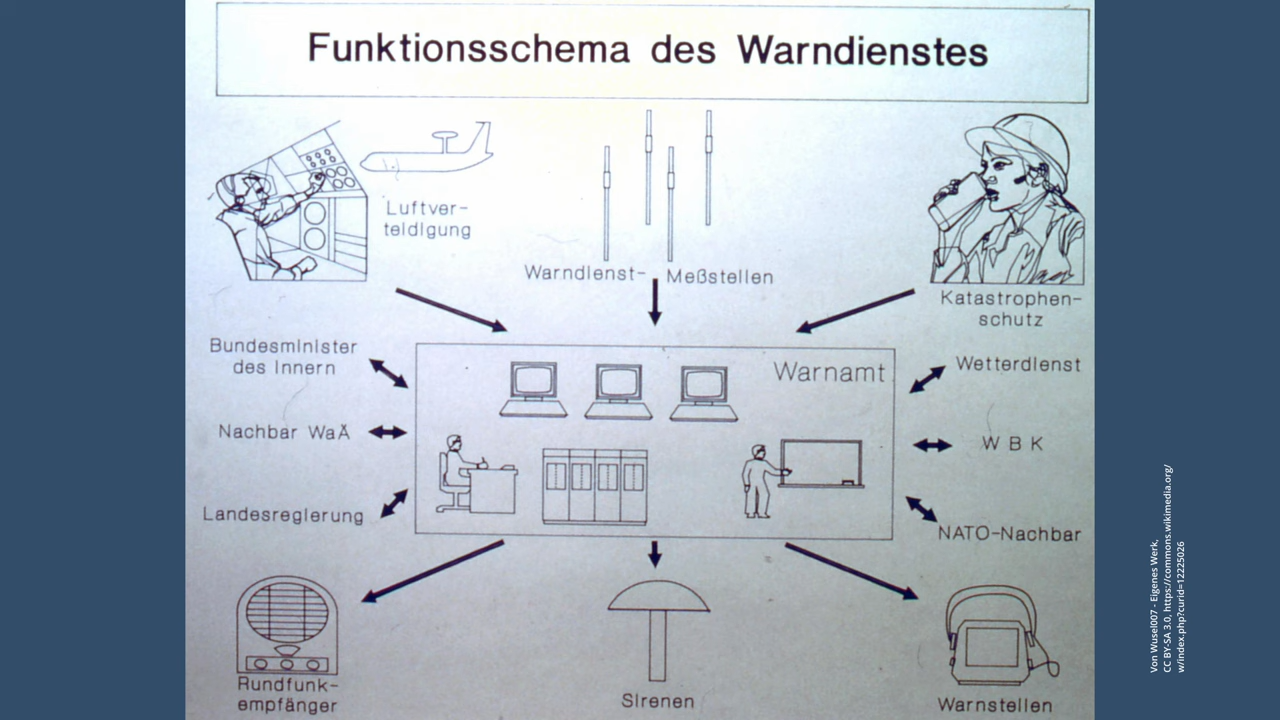 Funktionsschema des Warndienstes
Luftver-
teidigung
Warndienst- Meßstellen
Katastrophen-
schutz
Bundesminister
des Innern
Nachbar WaÄ
Landesregierung
Warnamt
Wetterdienst
W B K
NATO-Nachbar
Rundfunk-
empfänger
Sirenen
Warnstellen
Von Wusel007 - Eigenes Werk,
CC BY-SA 3.0, https://commons.wikimedia.org/
w/index.php?curid=12225026